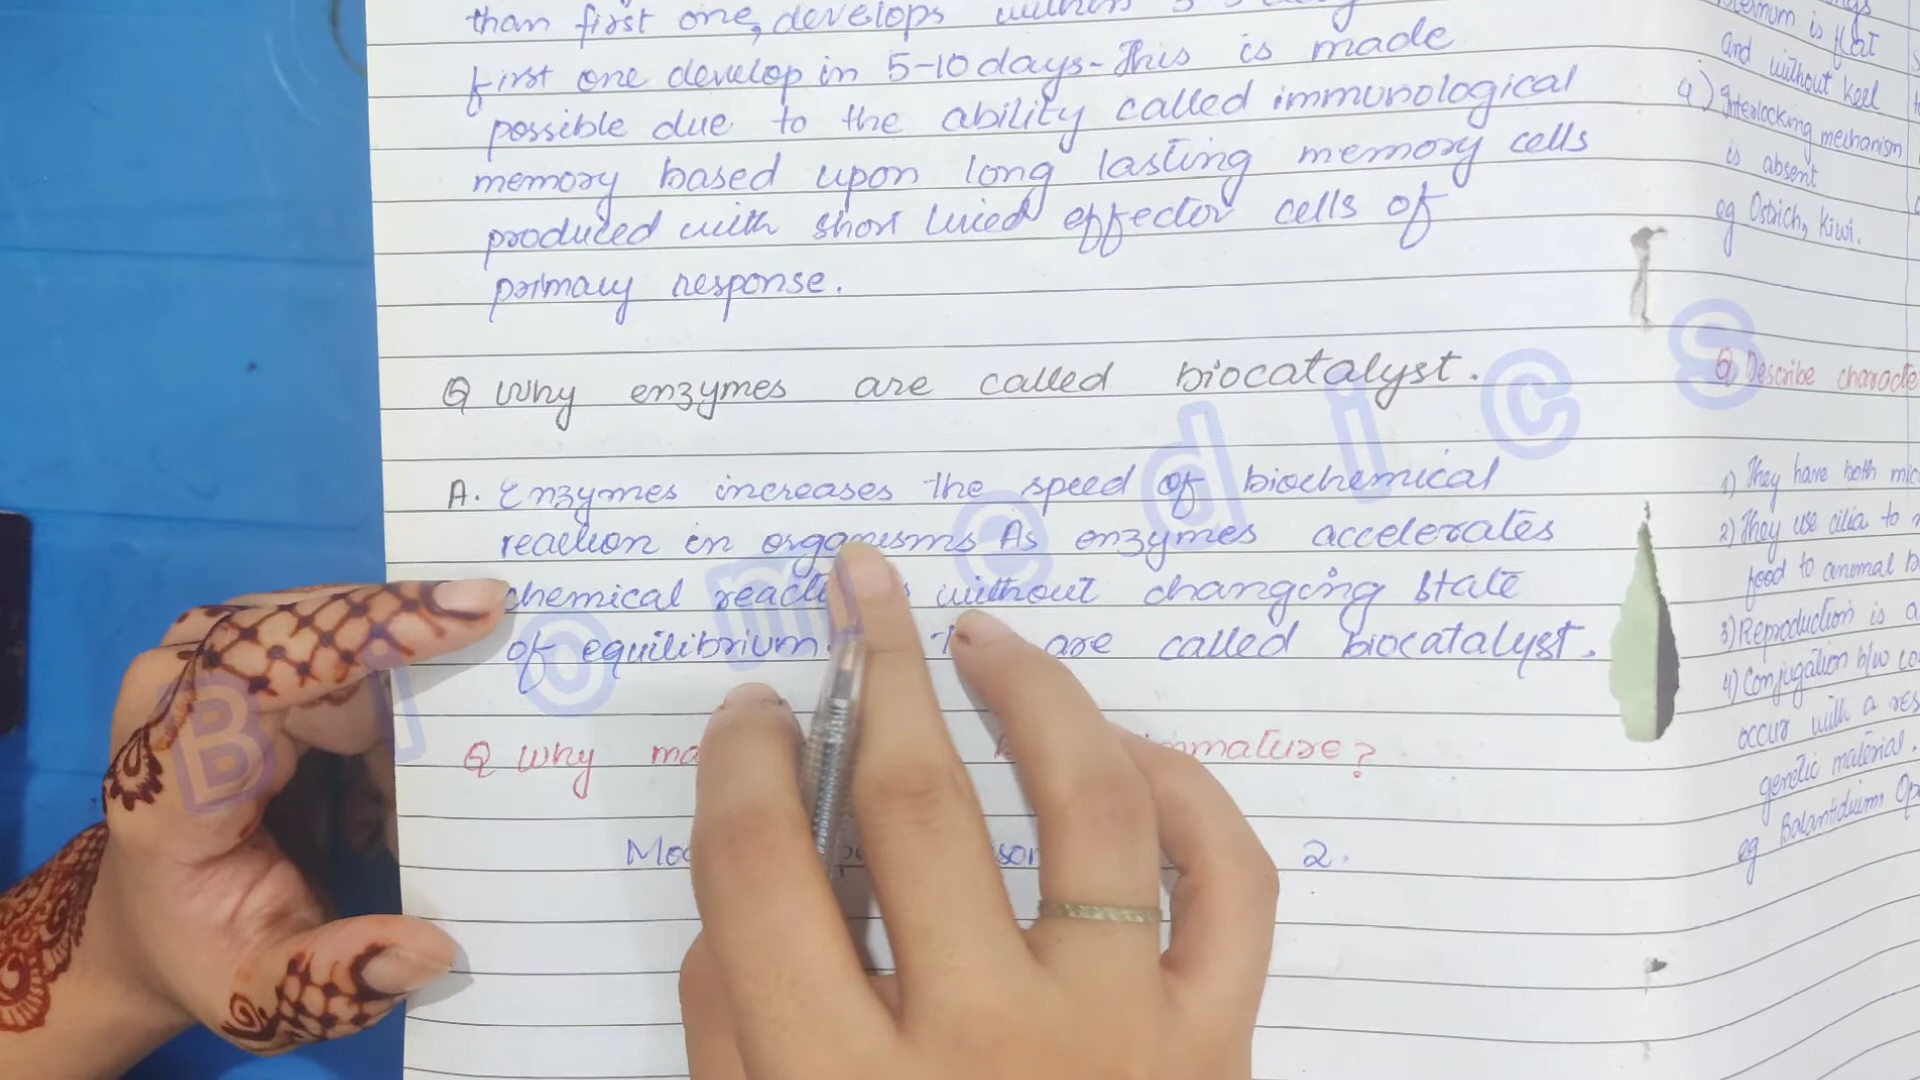 than first one, develops within
first one develop in 5-10 days. This is made
possible due to the ability called immunological
memory based upon long lasting memory cells
produced with short lived effector cells of
primary response.
Q Why enzymes are called biocatalyst.
A. Enzymes increases the speed of biochemical
reaction in organisms As enzymes accelerates
chemical without changing state
of equilibrium. are called biocatalyst.
Q Why
2.
is flat
and without keel
4) Interlocking mechanism
is absent
eg Ostrich, Kiwi.
Q Describe
1) They have both
2) They use cilia to
food to animal
3) Reproduction is
4) Conjugation b/w
occur with a
genetic material.
eg Balantidium
Biomedics